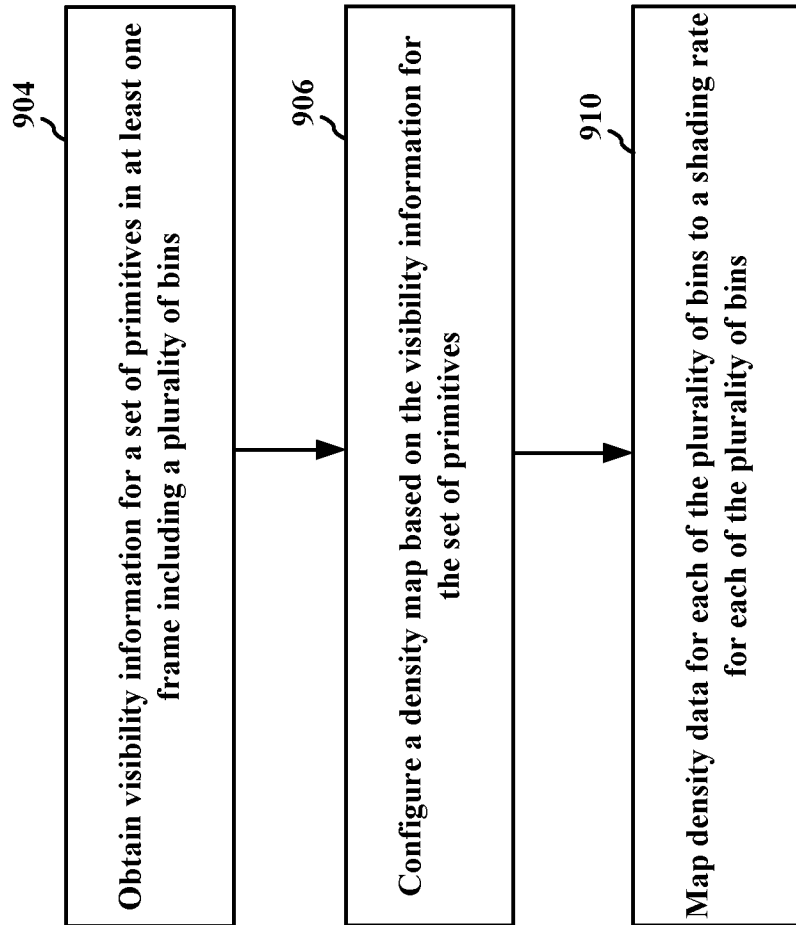 904
Obtain visibility information for a set of primitives in at least one
frame including a plurality of bins
906
Configure a density map based on the visibility information for
the set of primitives
910
Map density data for each of the plurality of bins to a shading rate
for each of the plurality of bins